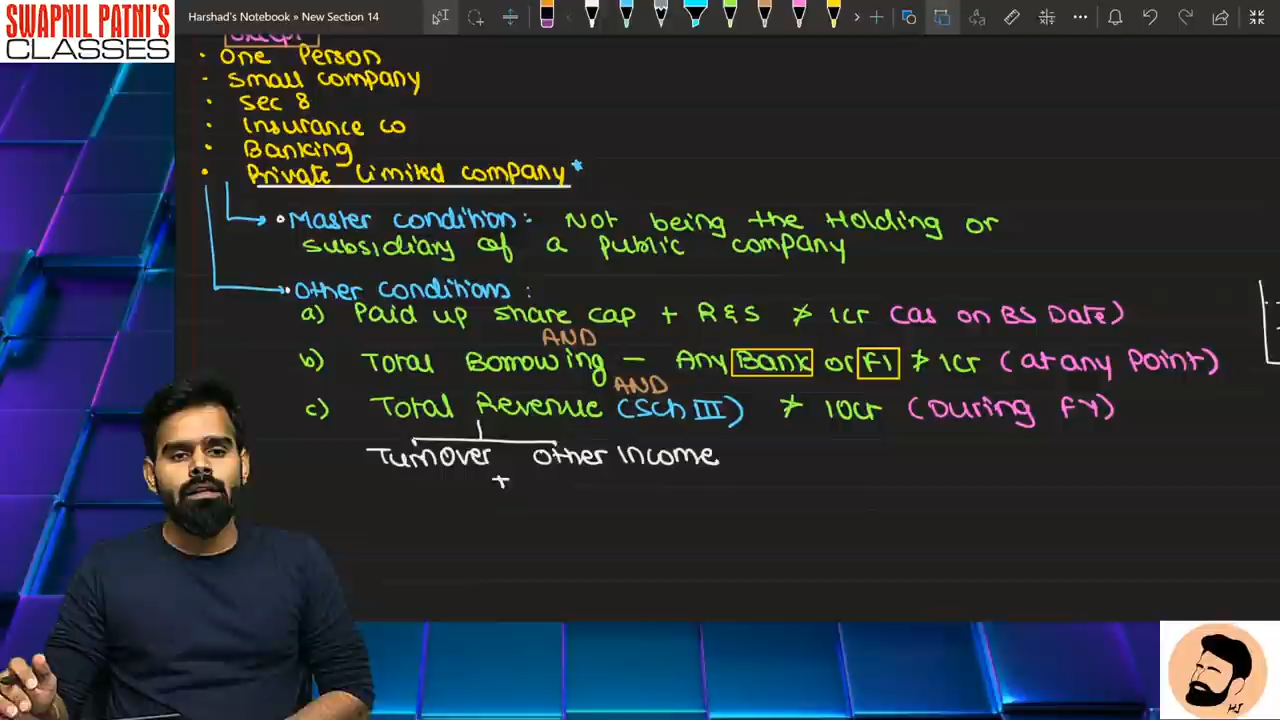 SWAPNIL PATNI'S
CLASSES
Harshad's Notebook » New Section 14
Except
• One Person
• Small company
• Sec 8
• Insurance co
• Banking
• Private Limited company*
• Master condition: Not being the Holding or
subsidiary of a public company
• Other conditions:
a) Paid up share cap + R & S ≯ 1cr (as on BS Date)
AND
b) Total Borrowing – Any Bank or FI ≯ 1cr (at any Point)
AND
c) Total Revenue (Sch III) ≯ 10cr (During FY)
Turnover Other Income
+
HJ